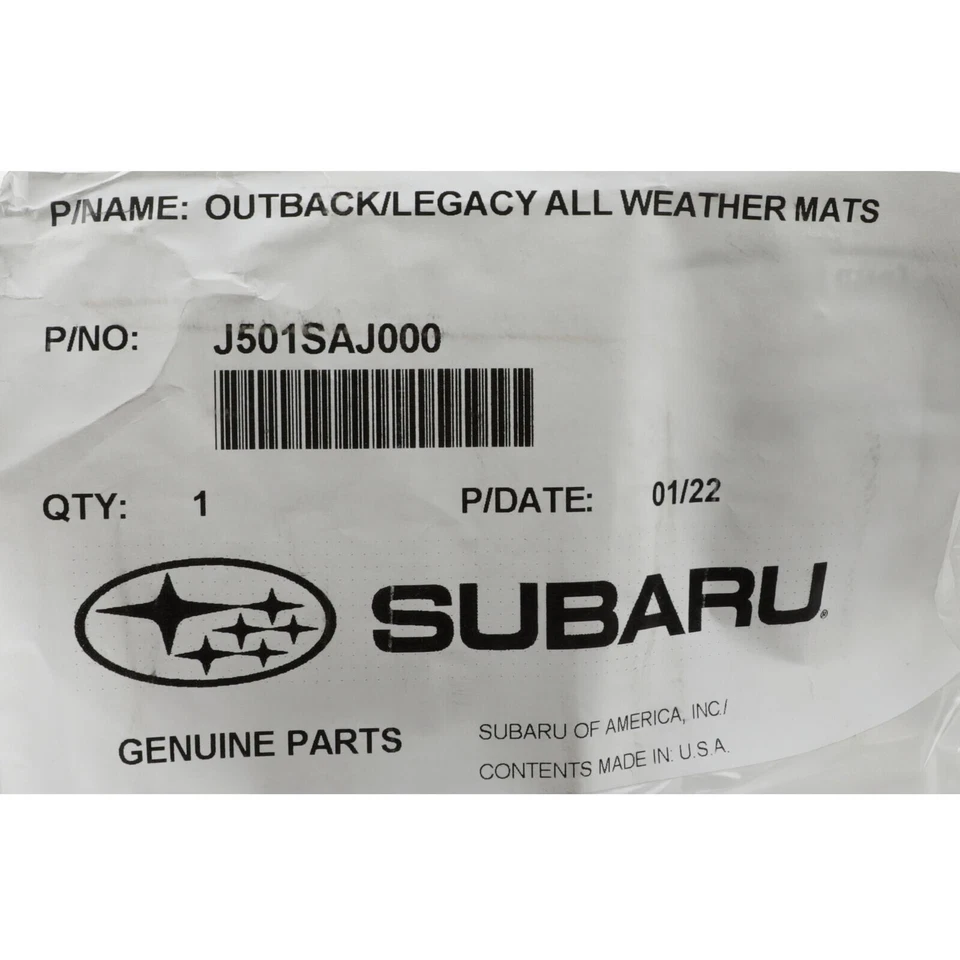 P/NAME: OUTBACK/LEGACY ALL WEATHER MATS
P/NO: J501SAJ000
QTY: 1 P/DATE: 01/22
SUBARU®
GENUINE PARTS
SUBARU OF AMERICA, INC./
CONTENTS MADE IN: U.S.A.